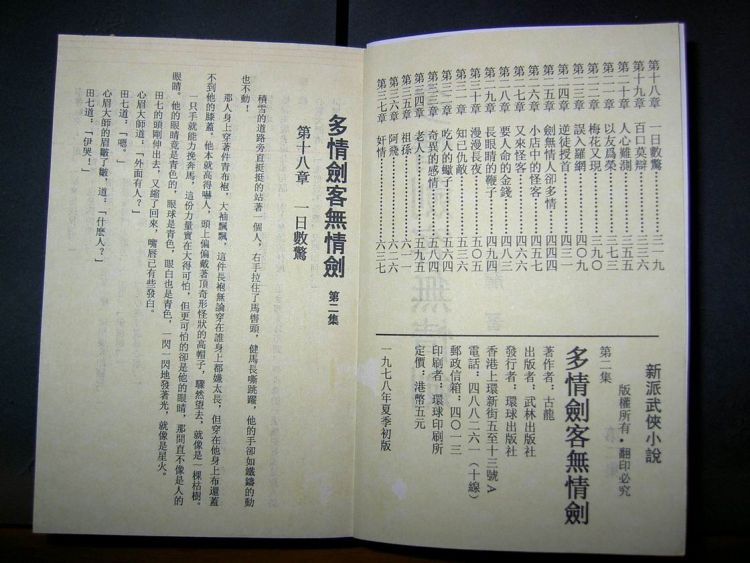 第十八章 一日數驚…………三一九
第十九章 百口莫辯…………三三六
第二十章 人心難測…………三五五
第二一章 以友爲榮…………三七三
第二二章 梅花又現…………三九〇
第二三章 誤入羅網…………四〇九
第二四章 逆徒授首…………四三一
第二五章 劍無情人卻多情……四四四
第二六章 小店中的怪客………四五七
第二七章 又來怪客…………
第二八章 要人命的金錢………四八三
第二九章 長眼睛的鞭子………四九四
第三十章 漫漫長夜…………五〇五
第三一章 知己仇敵…………
第三二章 吃人的蠍子…………
第三三章 奇異的感情…………五八四
第三四章 老人…………五九五
第三五章 祖孫…………六一一
第三六章 阿飛…………六二六
第三七章 奸情…………六三七
新派武俠小說
版權所有•翻印必究
第二集
多情劍客無情劍
著作者:古龍
出版者:武林出版社
發行者:環球出版社
香港上環新街五至十三號A
電話:四八八二六一(十線)
郵政信箱:四〇一三
印刷者:環球印刷所
定價:港幣五元
一九七八年夏季初版
多情劍客無情劍 第二集
第十八章 一日數驚
積雪的道路旁直挺挺的站著一個人,右手拉住了馬轡頭,健馬長嘶跳躍,他的手卻如鐵鑄的動
也不動!
那人身上穿著件青布袍,大袖飄飄,這件長袍無論穿在誰身上都嫌太長,但穿在他身上布還蓋
不到他的膝蓋。他本就高得嚇人,頭上偏偏戴著頂奇形怪狀的高帽子,驟然望去,就像是一棵枯樹。
一只手就能力挽奔馬,這份力量實在大得可怕,但更可怕的卻是他的眼睛,那間直不像是人的
眼睛。他的眼睛竟是青色的,眼球是青色,眼白也是青色,一閃一閃地發著光,就像是星火。
田七的頭剛伸出去,又縮了回來,嘴唇已有些發白。
心眉大師道:「外面有人?」
田七道:「嗯。」
心眉大師的眉皺了皺,道:「什麽人?」
田七道:「伊哭!」